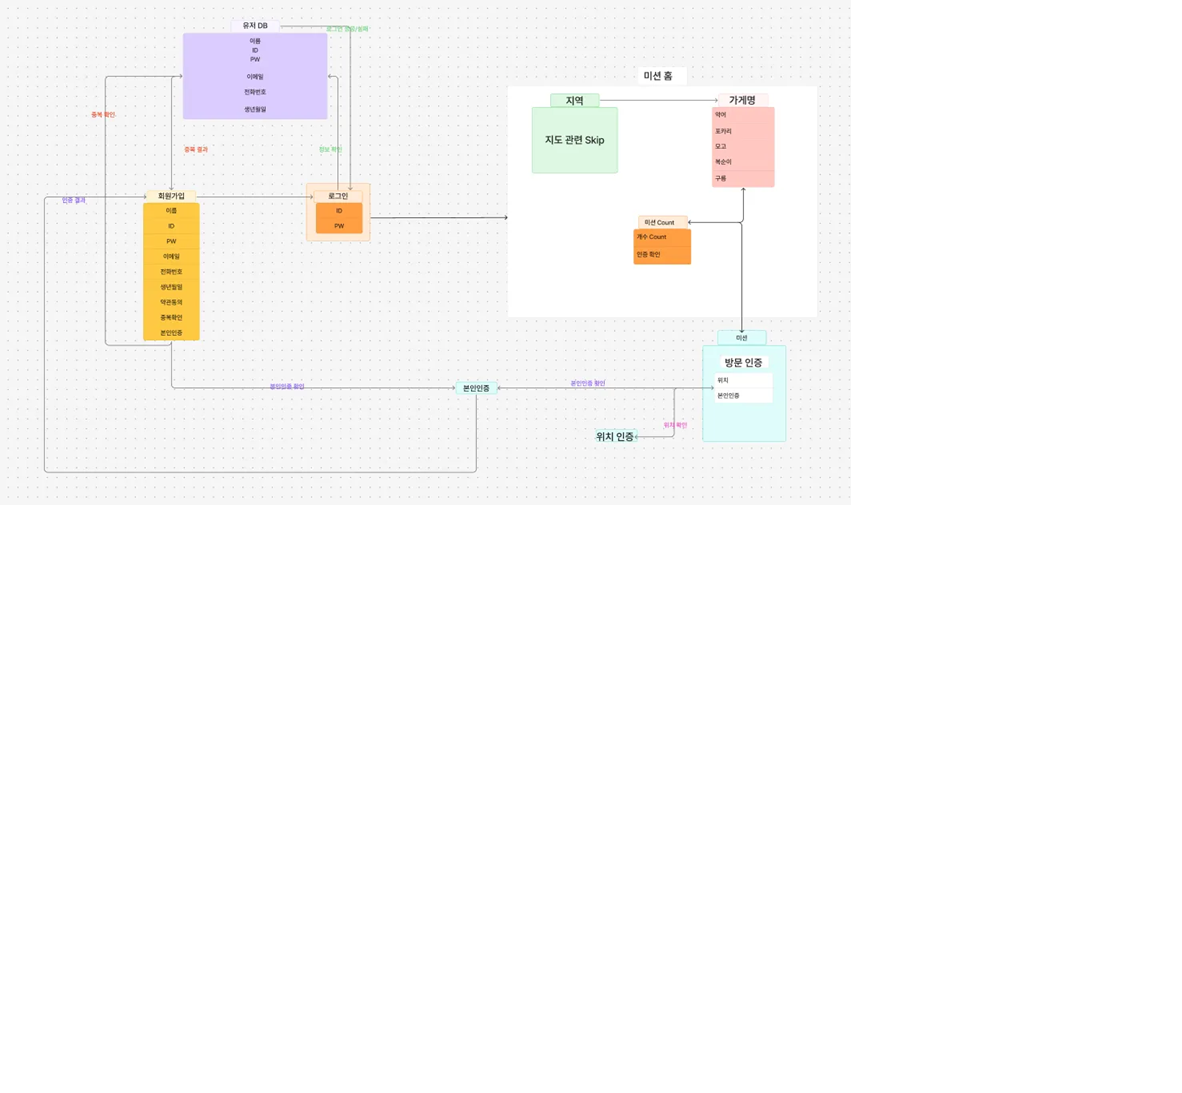 유저 DB
이름
ID
PW
이메일
전화번호
생년월일
로그인 성공/실패
중복 확인
중복 결과
정보 확인
인증 결과
회원가입
이름
ID
PW
이메일
전화번호
생년월일
약관동의
중복확인
본인인증
로그인
ID
PW
미션 홈
지역
지도 관련 Skip
가게명
악어
포카리
모고
복순이
구름
미션 Count
개수 Count
인증 확인
미션
방문 인증
위치
본인인증
본인인증 확인
본인인증
본인인증 확인
위치 확인
위치 인증